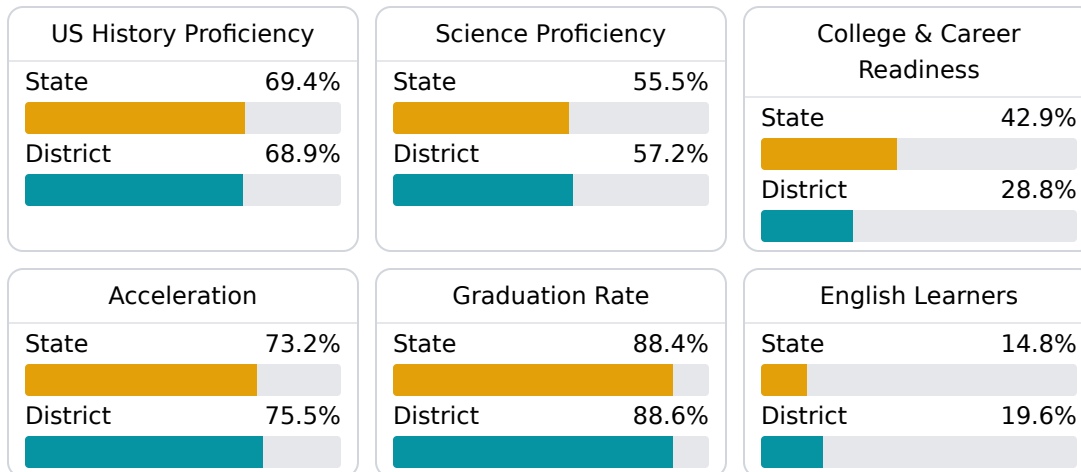 US History Proficiency
State 69.4%
District 68.9%
Science Proficiency
State 55.5%
District 57.2%
College & Career
Readiness
State 42.9%
District 28.8%
Acceleration
State 73.2%
District 75.5%
Graduation Rate
State 88.4%
District 88.6%
English Learners
State 14.8%
District 19.6%